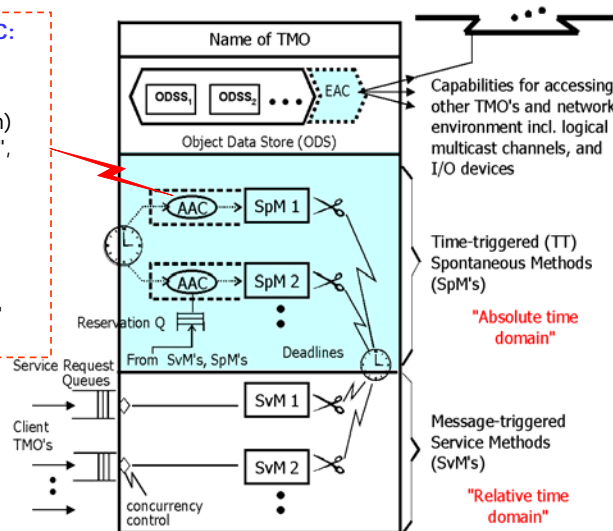 C:
n)
",
"
Name of TMO
ODSS1
ODSS2
• • •
EAC
Object Data Store (ODS)
Capabilities for accessing
other TMO's and network
environment incl. logical
multicast channels, and
I/O devices
AAC
SpM 1
AAC
SpM 2
Reservation Q
From SvM's, SpM's
Deadlines
Time-triggered (TT)
Spontaneous Methods
(SpM's)
"Absolute time
domain"
Service Request
Queues
Client
TMO's
SvM 1
SvM 2
concurrency
control
Message-triggered
Service Methods
(SvM's)
"Relative time
domain"